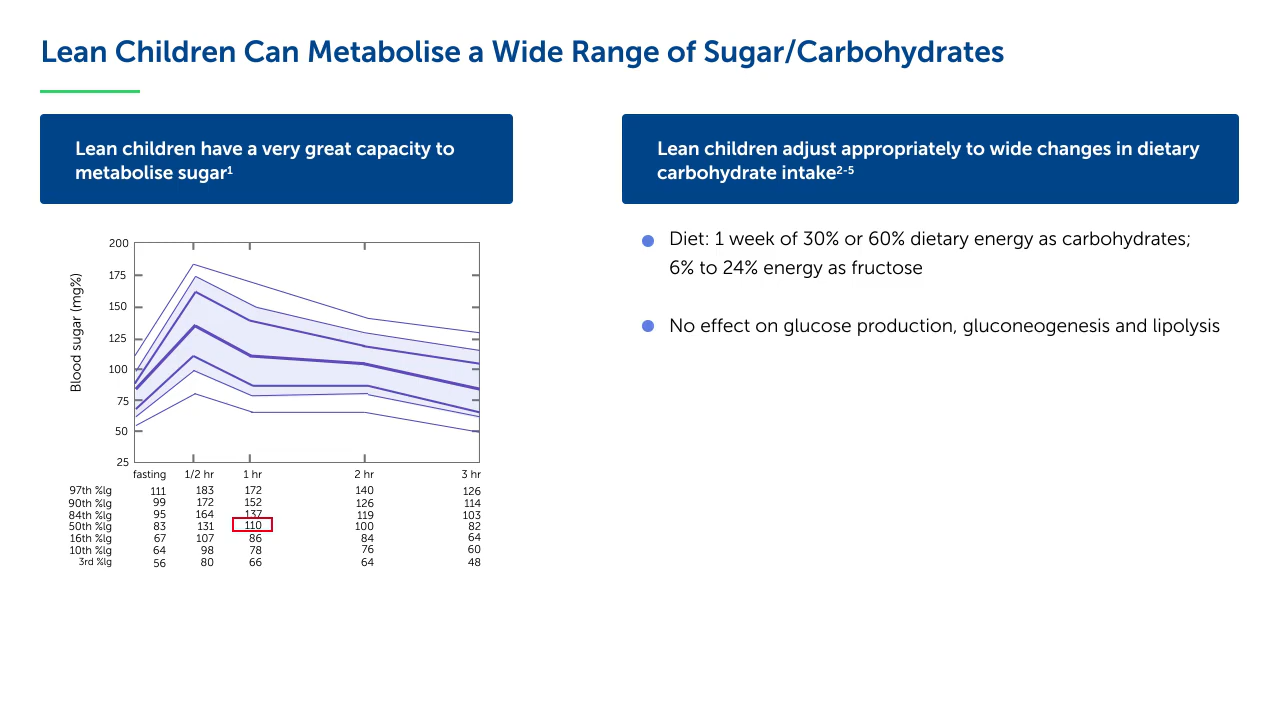 Lean Children Can Metabolise a Wide Range of Sugar/Carbohydrates
Lean children have a very great capacity to
metabolise sugar1
Lean children adjust appropriately to wide changes in dietary
carbohydrate intake2-5
Diet: 1 week of 30% or 60% dietary energy as carbohydrates;
6% to 24% energy as fructose
No effect on glucose production, gluconeogenesis and lipolysis
Blood sugar (mg%)
200
175
150
125
100
75
50
25
fasting 1/2 hr 1 hr 2 hr 3 hr
97th %lg 111 183 172 140 126
90th %lg 99 172 152 126 114
84th %lg 95 164 137 119 103
50th %lg 83 131 110 100 82
16th %lg 67 107 86 84 64
10th %lg 64 98 78 76 60
3rd %lg 56 80 66 64 48